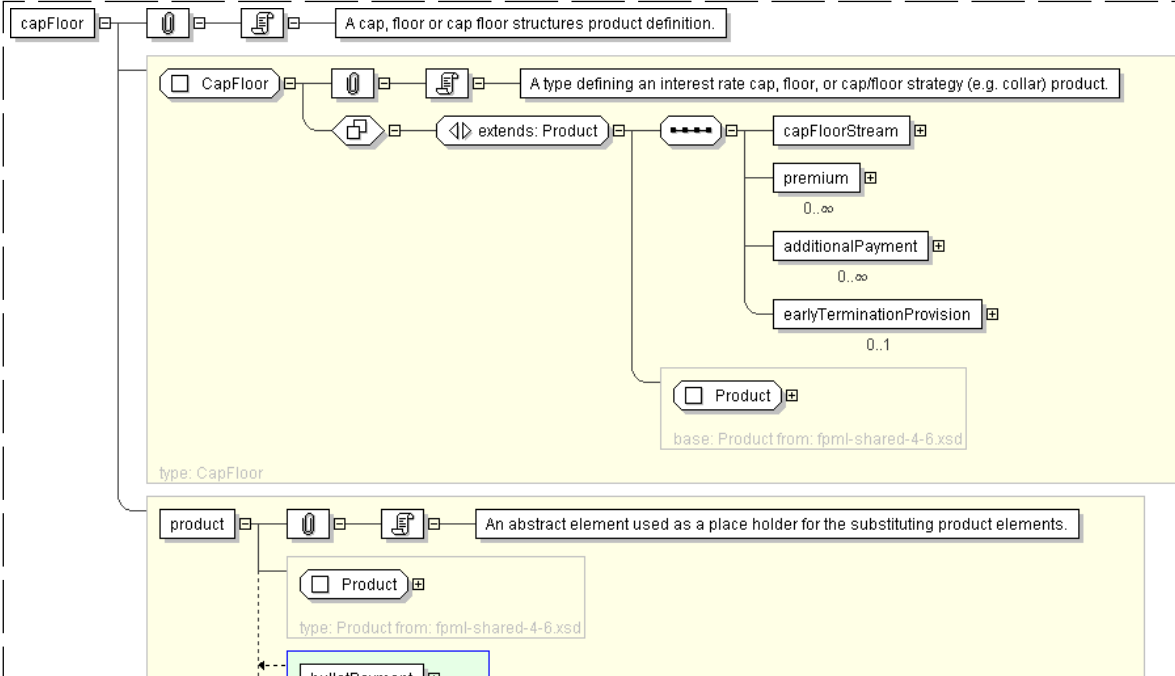 capFloor
A cap, floor or cap floor structures product definition.
CapFloor
A type defining an interest rate cap, floor, or cap/floor strategy (e.g. collar) product.
extends: Product
capFloorStream
premium
0..∞
additionalPayment
0..∞
earlyTerminationProvision
0..1
Product
base: Product from: fpml-shared-4-6.xsd
type: CapFloor
product
An abstract element used as a place holder for the substituting product elements.
Product
type: Product from: fpml-shared-4-6.xsd
bulletPayment